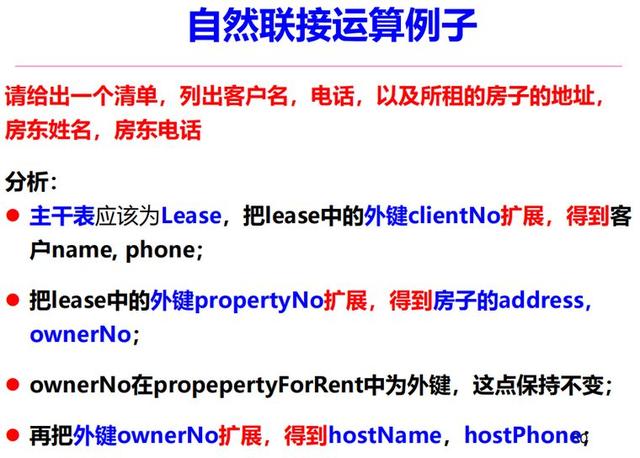 自然联接运算例子
请给出一个清单，列出客户名，电话，以及所租的房子的地址，
房东姓名，房东电话
分析：
● 主干表应该为Lease，把lease中的外键clientNo扩展，得到客
户name, phone；
● 把lease中的外键propertyNo扩展，得到房子的address,
ownerNo；
● ownerNo在propepertyForRent中为外键，这点保持不变；
● 再把外键ownerNo扩展，得到hostName，hostPhone；